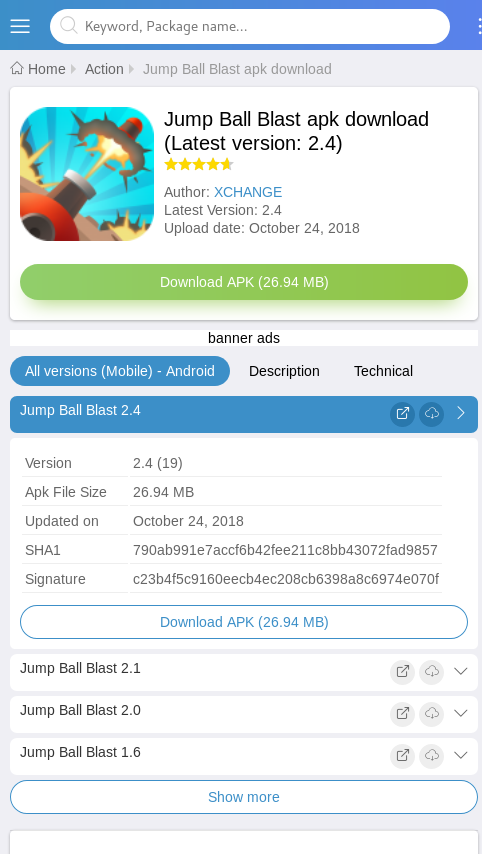 Keyword, Package name...
Home Action Jump Ball Blast apk download
Jump Ball Blast apk download
(Latest version: 2.4)
Author: XCHANGE
Latest Version: 2.4
Upload date: October 24, 2018
Download APK (26.94 MB)
banner ads
All versions (Mobile) - Android Description Technical
Jump Ball Blast 2.4
Version 2.4 (19)
Apk File Size 26.94 MB
Updated on October 24, 2018
SHA1 790ab991e7accf6b42fee211c8bb43072fad9857
Signature c23b4f5c9160eecb4ec208cb6398a8c6974e070f
Download APK (26.94 MB)
Jump Ball Blast 2.1
Jump Ball Blast 2.0
Jump Ball Blast 1.6
Show more